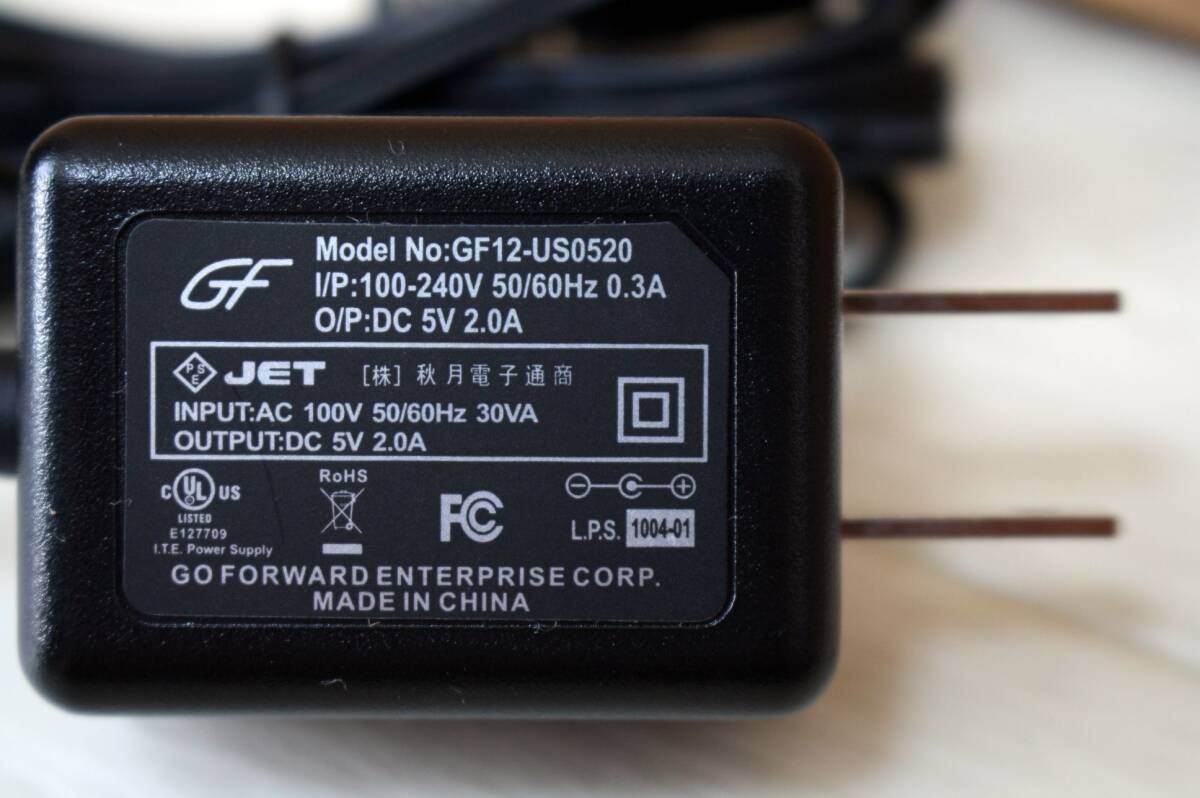 GF
Model No:GF12-US0520
I/P:100-240V 50/60Hz 0.3A
O/P:DC 5V 2.0A
PSE JET [株] 秋月電子通商
INPUT:AC 100V 50/60Hz 30VA
OUTPUT:DC 5V 2.0A
C UL US
LISTED
E127709
I.T.E. Power Supply
RoHS
FC
L.P.S. 1004-01
GO FORWARD ENTERPRISE CORP.
MADE IN CHINA